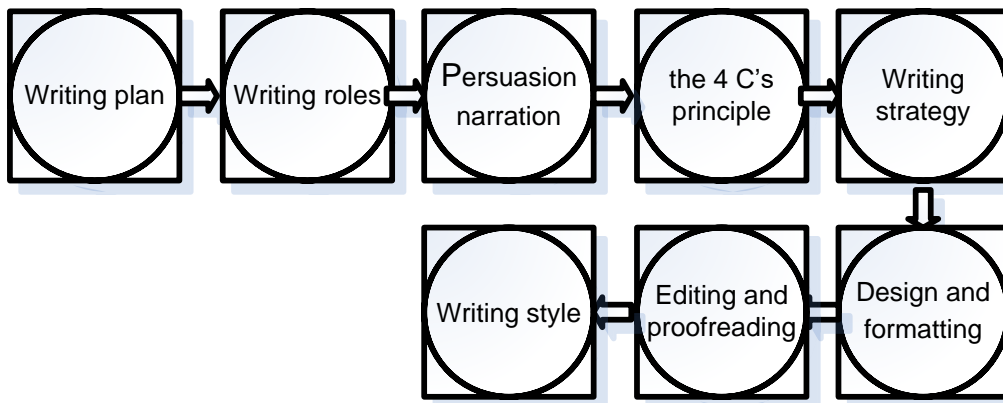 Writing plan
Writing roles
Persuasion
narration
the 4 C's
principle
Writing
strategy
Design and
formatting
Editing and
proofreading
Writing style